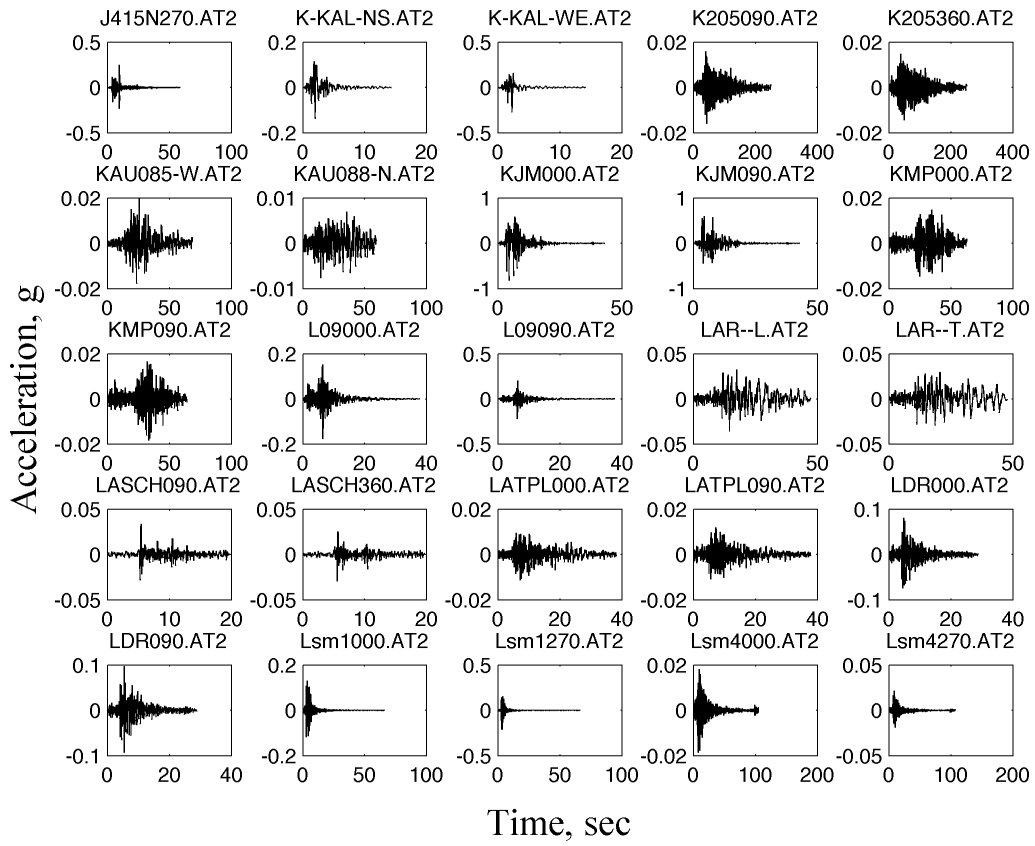 J415N270.AT2 K-KAL-NS.AT2 K-KAL-WE.AT2 K205090.AT2 K205360.AT2
0.5 0.2 0.5 0.02 0.02
0 0 0 0 0
-0.5 -0.2 -0.5 -0.02 -0.02
0 50 100 0 10 20 0 10 20 0 200 400 0 200 400
KAU085-W.AT2 KAU088-N.AT2 KJM000.AT2 KJM090.AT2 KMP000.AT2
0.02 0.01 1 1 0.02
0 0 0 0 0
-0.02 -0.01 -1 -1 -0.02
0 50 100 0 50 100 0 50 0 50 0 50 100
KMP090.AT2 L09000.AT2 L09090.AT2 LAR--L.AT2 LAR--T.AT2
0.02 0.2 0.5 0.05 0.05
0 0 0 0 0
-0.02 -0.2 -0.5 -0.05 -0.05
0 50 100 0 20 40 0 20 40 0 50 0 50
LASCH090.AT2 LASCH360.AT2 LATPL000.AT2 LATPL090.AT2 LDR000.AT2
0.05 0.05 0.02 0.02 0.1
0 0 0 0 0
-0.05 -0.05 -0.02 -0.02 -0.1
0 10 20 0 10 20 0 20 40 0 20 40 0 20 40
LDR090.AT2 Lsm1000.AT2 Lsm1270.AT2 Lsm4000.AT2 Lsm4270.AT2
0.1 0.2 0.5 0.02 0.05
0 0 0 0 0
-0.1 -0.2 -0.5 -0.02 -0.05
0 20 40 0 50 100 0 50 100 0 100 200 0 100 200
Acceleration, g
Time, sec